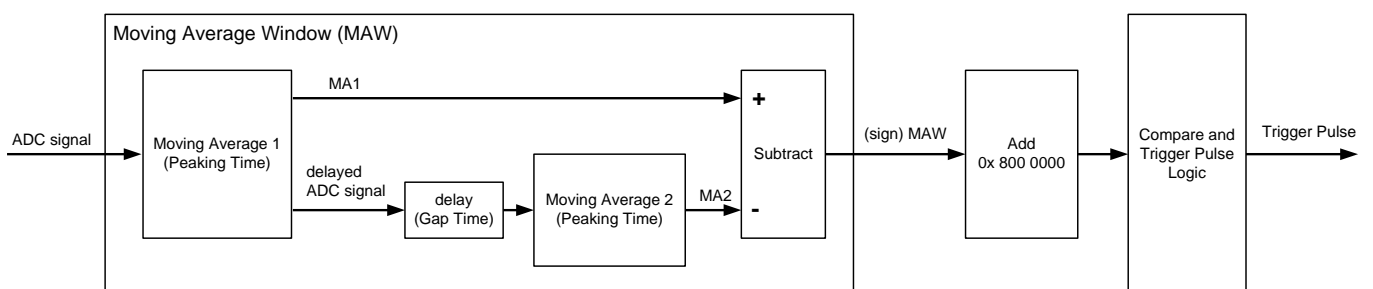 Moving Average Window (MAW)
MA1
ADC signal
Moving Average 1
(Peaking Time)
delayed
ADC signal
delay
(Gap Time)
Moving Average 2
(Peaking Time)
MA2
+
Subtract
-
(sign) MAW
Add
0x 800 0000
Compare and
Trigger Pulse
Logic
Trigger Pulse